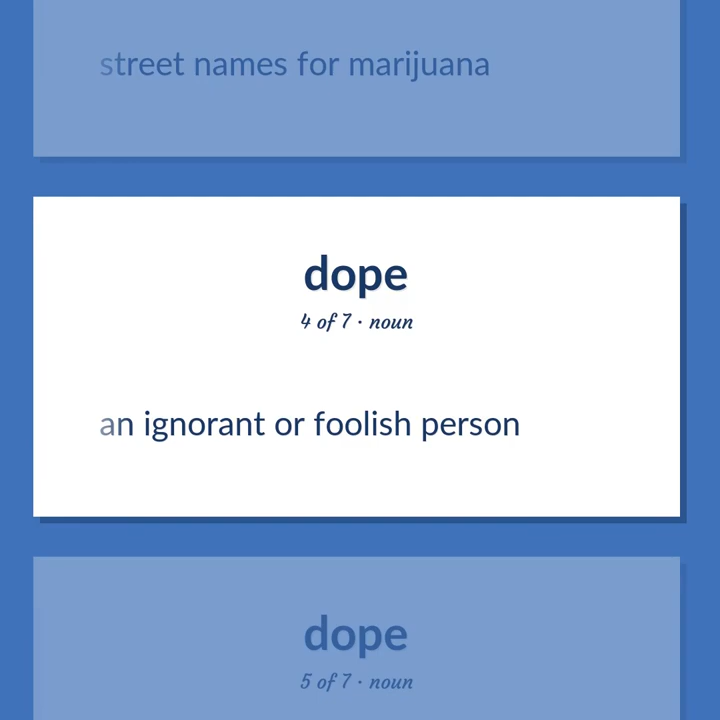 street names for marijuana
dope
4 of 7 · noun
an ignorant or foolish person
dope
5 of 7 · noun